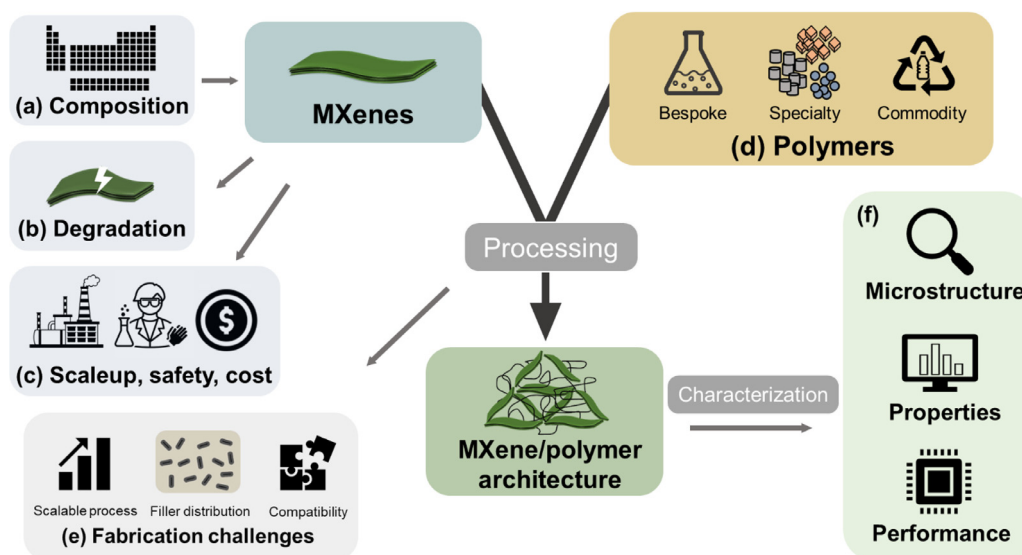 (a) Composition
MXenes
Bespoke
Specialty
Commodity
(d) Polymers
(b) Degradation
Processing
(f)
Microstructure
$
(c) Scaleup, safety, cost
MXene/polymer
architecture
Characterization
Properties
Scalable process
Filler distribution
Compatibility
(e) Fabrication challenges
Performance